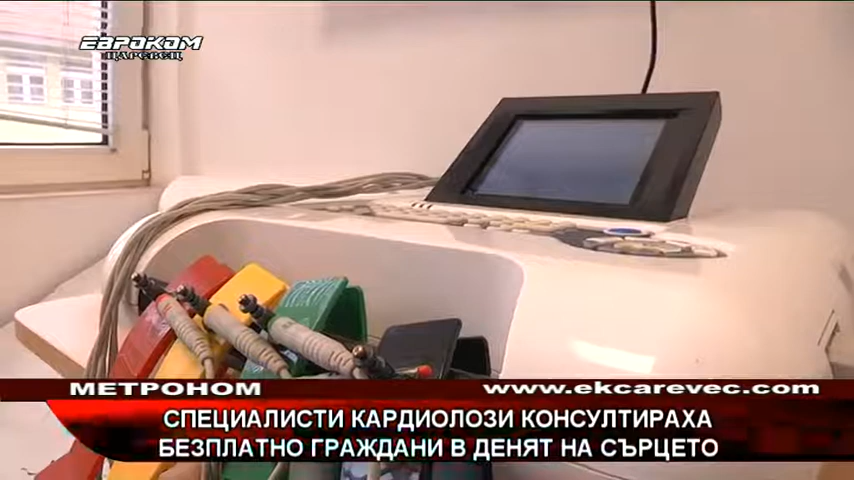 ЕВРОКОМ
ЦАРЕВЕЦ
МЕТРОНОМ
www.ekcarevec.com
СПЕЦИАЛИСТИ КАРДИОЛОЗИ КОНСУЛТИРАХА
БЕЗПЛАТНО ГРАЖДАНИ В ДЕНЯТ НА СЪРЦЕТО